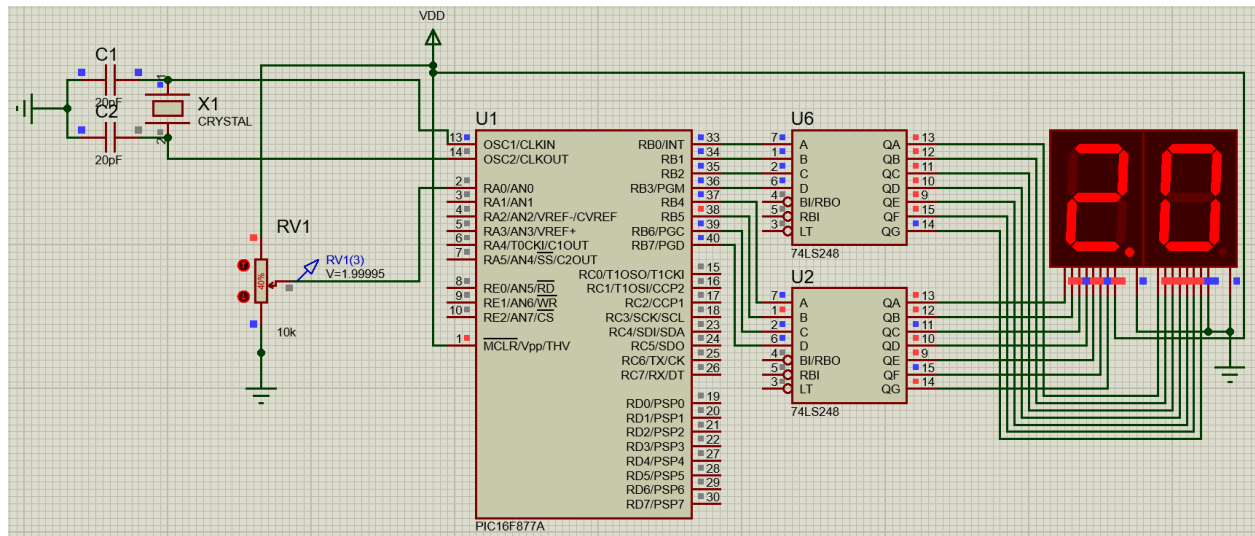 VDD
C1
20pF
C2
20pF
X1
CRYSTAL
1
2
RV1
RV1(3)
V=1.99995
40%
10k
U1
13 OSC1/CLKIN
14 OSC2/CLKOUT
2 RA0/AN0
3 RA1/AN1
4 RA2/AN2/VREF-/CVREF
5 RA3/AN3/VREF+
6 RA4/T0CKI/C1OUT
7 RA5/AN4/SS/C2OUT
8 RE0/AN5/RD
9 RE1/AN6/WR
10 RE2/AN7/CS
1 MCLR/Vpp/THV
RB0/INT 33
RB1 34
RB2 35
RB3/PGM 36
RB4 37
RB5 38
RB6/PGC 39
RB7/PGD 40
RC0/T1OSO/T1CKI 15
RC1/T1OSI/CCP2 16
RC2/CCP1 17
RC3/SCK/SCL 18
RC4/SDI/SDA 23
RC5/SDO 24
RC6/TX/CK 25
RC7/RX/DT 26
RD0/PSP0 19
RD1/PSP1 20
RD2/PSP2 21
RD3/PSP3 22
RD4/PSP4 27
RD5/PSP5 28
RD6/PSP6 29
RD7/PSP7 30
PIC16F877A
U6
7 A QA 13
1 B QB 12
2 C QC 11
6 D QD 10
4 BI/RBO QE 9
5 RBI QF 15
3 LT QG 14
74LS248
U2
7 A QA 13
1 B QB 12
2 C QC 11
6 D QD 10
4 BI/RBO QE 9
5 RBI QF 15
3 LT QG 14
74LS248
2.0